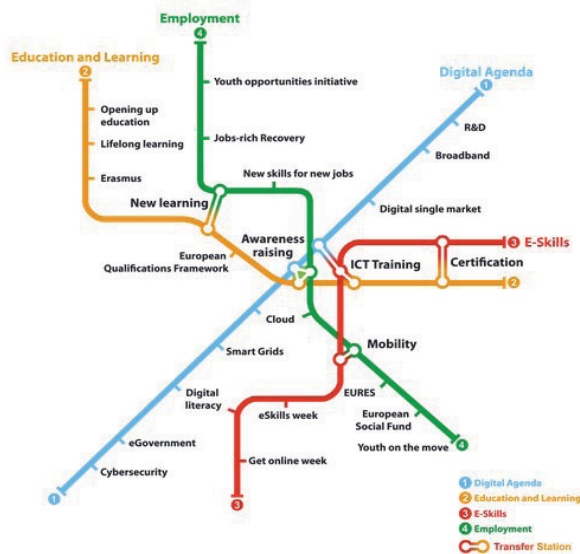 Employment
4
Education and Learning
2
Digital Agenda
1
Youth opportunities initiative
Opening up
education
R&D
Jobs-rich Recovery
Lifelong learning
Broadband
New skills for new jobs
Erasmus
New learning
Digital single market
Awareness
raising
3 E-Skills
European
Qualifications Framework
ICT Training
Certification
2
Cloud
Mobility
Smart Grids
Digital
literacy
EURES
eSkills week
European
Social Fund
eGovernment
Youth on the move
4
Get online week
Cybersecurity
1
3
1 Digital Agenda
2 Education and Learning
3 E-Skills
4 Employment
Transfer Station